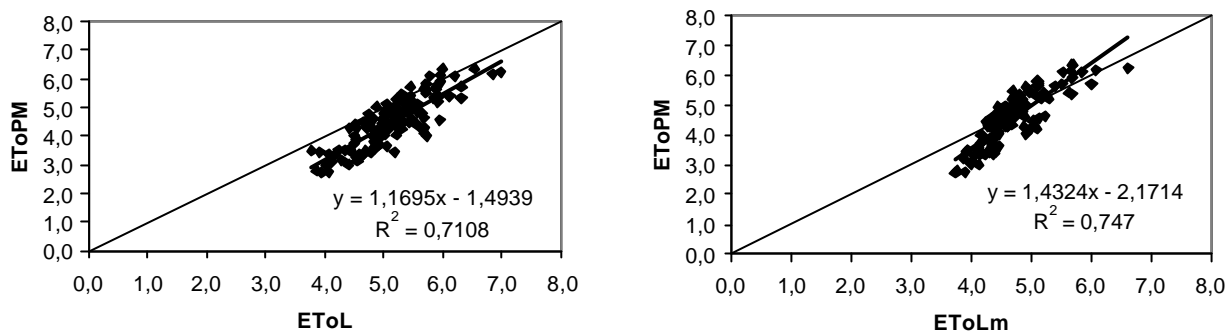 8,0
7,0
6,0
5,0
4,0
3,0
2,0
1,0
0,0
EToPM
y = 1,1695x - 1,4939
R2 = 0,7108
0,0 1,0 2,0 3,0 4,0 5,0 6,0 7,0 8,0
EToL
8,0
7,0
6,0
5,0
4,0
3,0
2,0
1,0
0,0
EToPM
y = 1,4324x - 2,1714
R2 = 0,747
0,0 1,0 2,0 3,0 4,0 5,0 6,0 7,0 8,0
EToLm